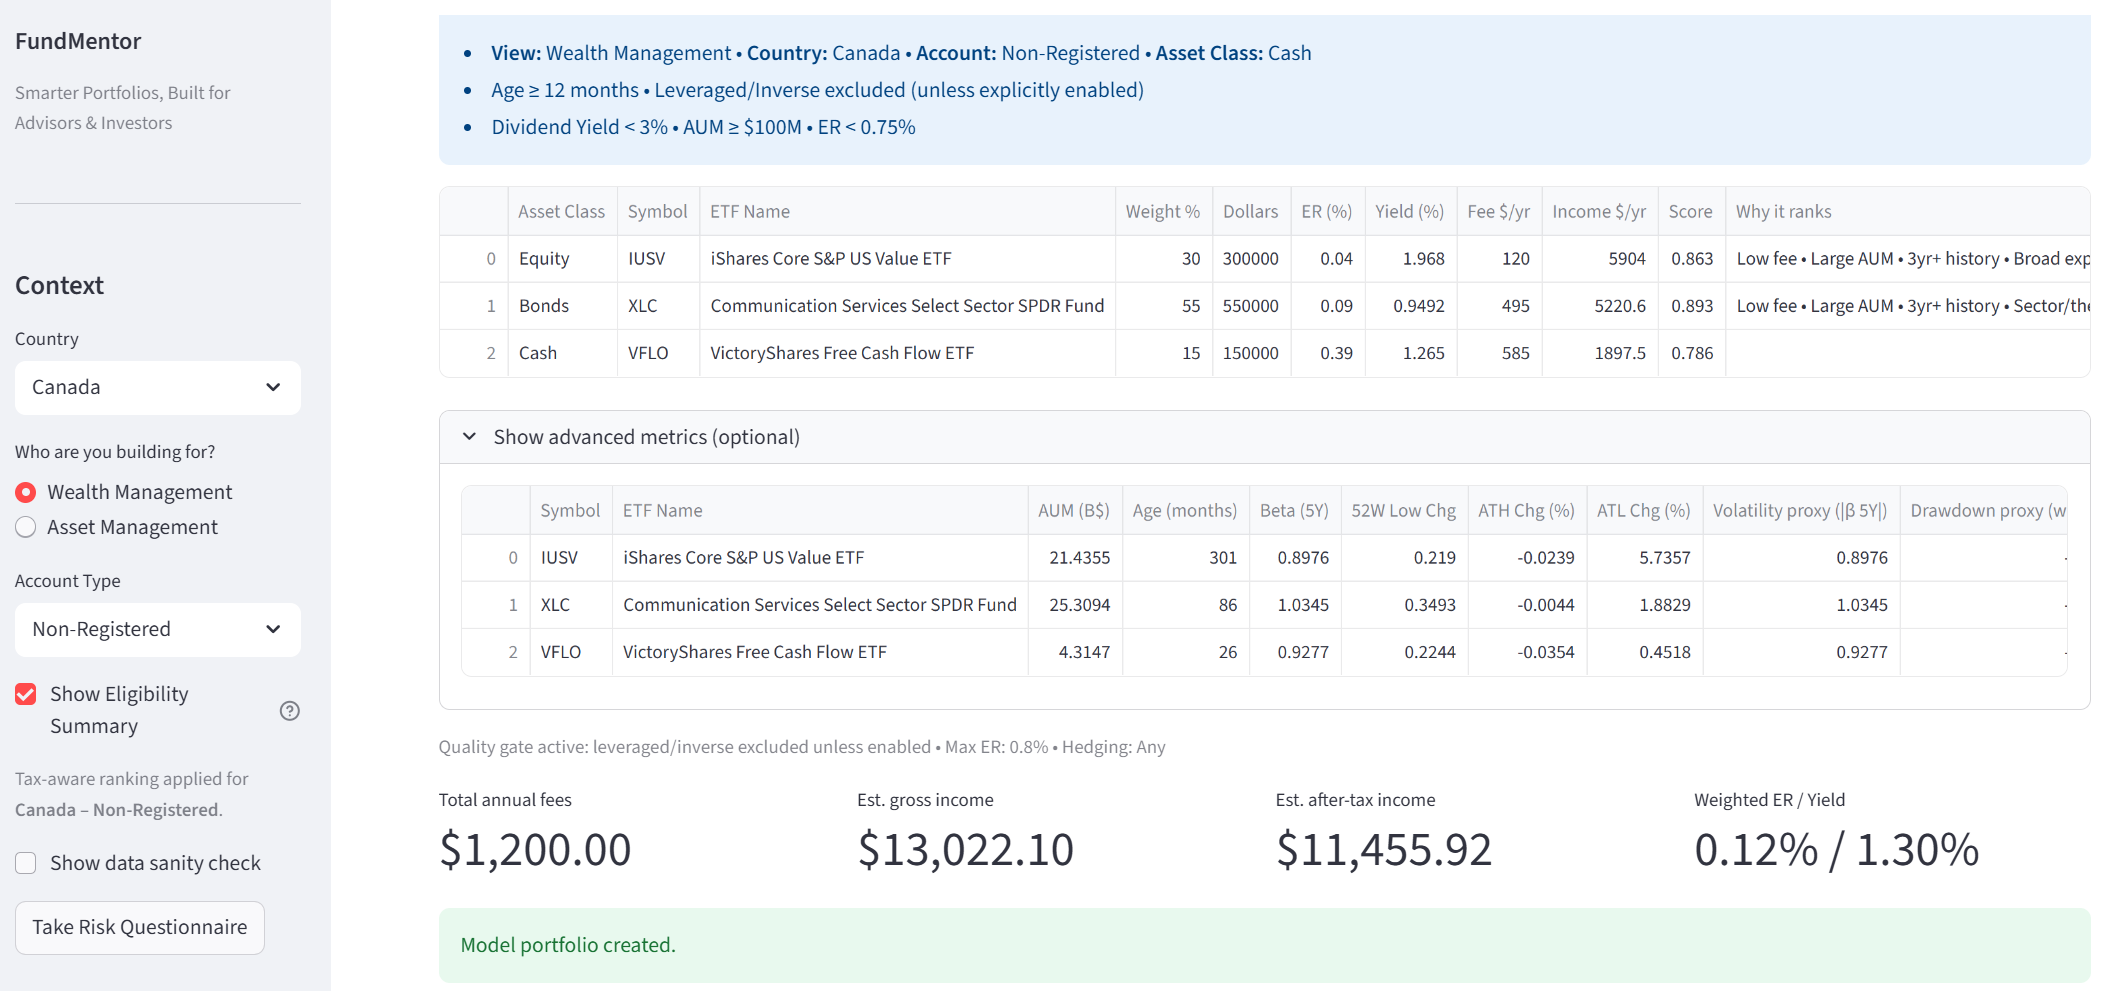 FundMentor
Smarter Portfolios, Built for
Advisors & Investors
Context
Country
Canada
Who are you building for?
Wealth Management
Asset Management
Account Type
Non-Registered
Show Eligibility
Summary
Tax-aware ranking applied for
Canada – Non-Registered.
Show data sanity check
Take Risk Questionnaire
• View: Wealth Management • Country: Canada • Account: Non-Registered • Asset Class: Cash
• Age ≥ 12 months • Leveraged/Inverse excluded (unless explicitly enabled)
• Dividend Yield < 3% • AUM ≥ $100M • ER < 0.75%
Asset Class Symbol ETF Name Weight % Dollars ER (%) Yield (%) Fee $/yr Income $/yr Score Why it ranks
0 Equity IUSV iShares Core S&P US Value ETF 30 300000 0.04 1.968 120 5904 0.863 Low fee • Large AUM • 3yr+ history • Broad exp
1 Bonds XLC Communication Services Select Sector SPDR Fund 55 550000 0.09 0.9492 495 5220.6 0.893 Low fee • Large AUM • 3yr+ history • Sector/the
2 Cash VFLO VictoryShares Free Cash Flow ETF 15 150000 0.39 1.265 585 1897.5 0.786
Show advanced metrics (optional)
Symbol ETF Name AUM (B$) Age (months) Beta (5Y) 52W Low Chg ATH Chg (%) ATL Chg (%) Volatility proxy (|β 5Y|) Drawdown proxy (w
0 IUSV iShares Core S&P US Value ETF 21.4355 301 0.8976 0.219 -0.0239 5.7357 0.8976 -
1 XLC Communication Services Select Sector SPDR Fund 25.3094 86 1.0345 0.3493 -0.0044 1.8829 1.0345 -
2 VFLO VictoryShares Free Cash Flow ETF 4.3147 26 0.9277 0.2244 -0.0354 0.4518 0.9277 -
Quality gate active: leveraged/inverse excluded unless enabled • Max ER: 0.8% • Hedging: Any
Total annual fees
$1,200.00
Est. gross income
$13,022.10
Est. after-tax income
$11,455.92
Weighted ER / Yield
0.12% / 1.30%
Model portfolio created.